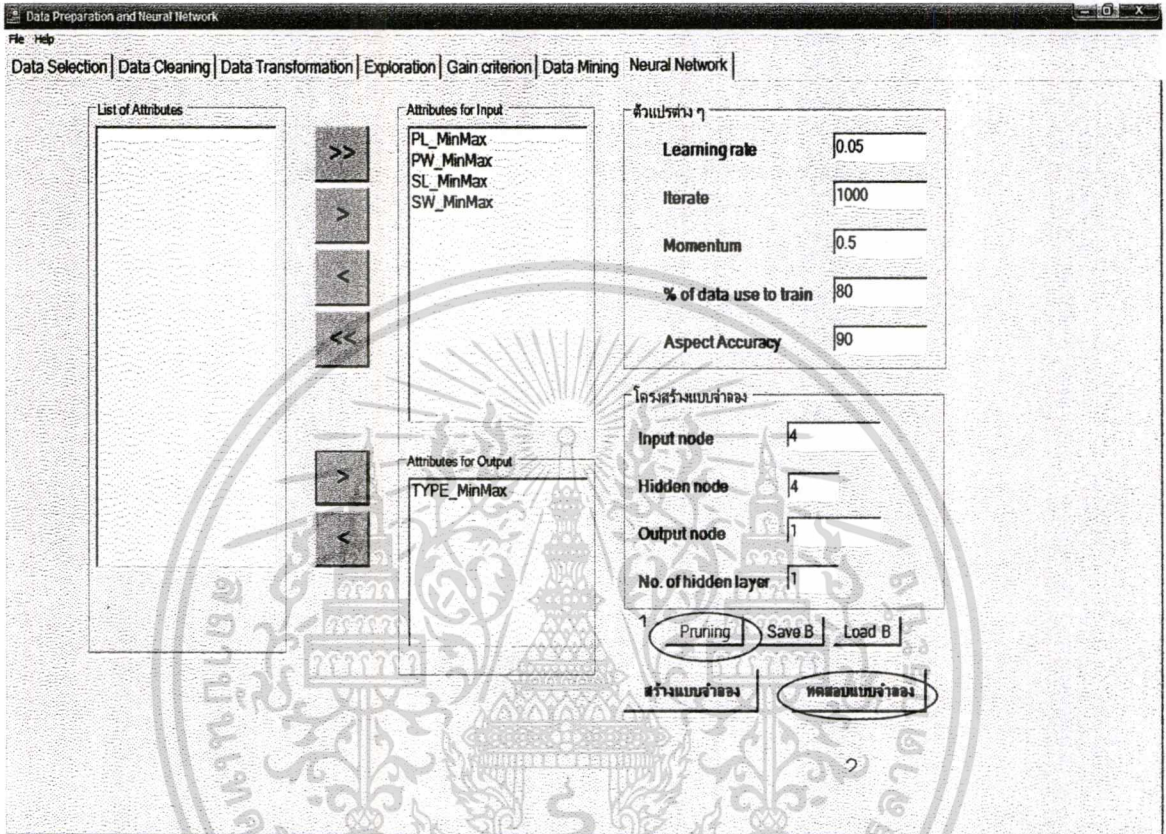 Data Preparation and Neural Network
File Help
Data Selection Data Cleaning Data Transformation Exploration Gain criterion Data Mining Neural Network
List of Attributes
>>
>
<
<<
>
<
Attributes for Input
PL_MinMax
PW_MinMax
SL_MinMax
SW_MinMax
Attributes for Output
TYPE_MinMax
ตัวแปรต่าง ๆ
Learning rate 0.05
Iterate 1000
Momentum 0.5
% of data use to train 80
Aspect Accuracy 90
โครงสร้างแบบจำลอง
Input node 4
Hidden node 4
Output node 1
No. of hidden layer 1
1 Pruning Save B Load B
สร้างแบบจำลอง ทดสอบแบบจำลอง
2